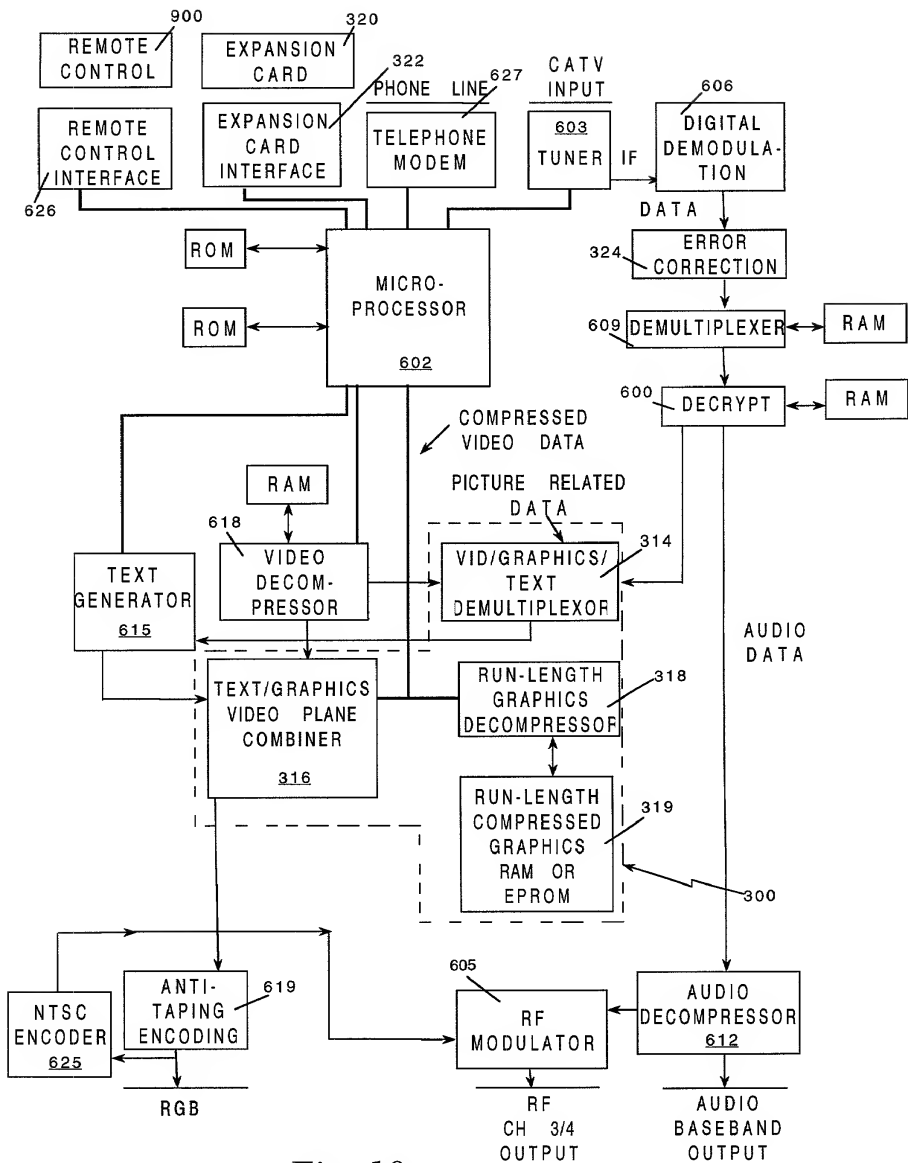 900
REMOTE
CONTROL
320
EXPANSION
CARD
322
PHONE LINE
627
CATV
INPUT
606
REMOTE
CONTROL
INTERFACE
626
EXPANSION
CARD
INTERFACE
TELEPHONE
MODEM
603
TUNER
IF
DIGITAL
DEMODULA-
TION
DATA
ROM
ROM
MICRO-
PROCESSOR
602
324
ERROR
CORRECTION
609
DEMULTIPLEXER
RAM
600
DECRYPT
RAM
COMPRESSED
VIDEO DATA
RAM
PICTURE RELATED
DATA
618
VIDEO
DECOM-
PRESSOR
VID/GRAPHICS/
TEXT
DEMULTIPLEXOR
314
TEXT
GENERATOR
615
AUDIO
DATA
TEXT/GRAPHICS
VIDEO PLANE
COMBINER
316
RUN-LENGTH
GRAPHICS
DECOMPRESSOR
318
RUN-LENGTH
COMPRESSED
GRAPHICS
RAM OR
EPROM
319
300
NTSC
ENCODER
625
ANTI-
TAPING
ENCODING
619
605
RF
MODULATOR
AUDIO
DECOMPRESSOR
612
RGB
RF
CH 3/4
OUTPUT
AUDIO
BASEBAND
OUTPUT